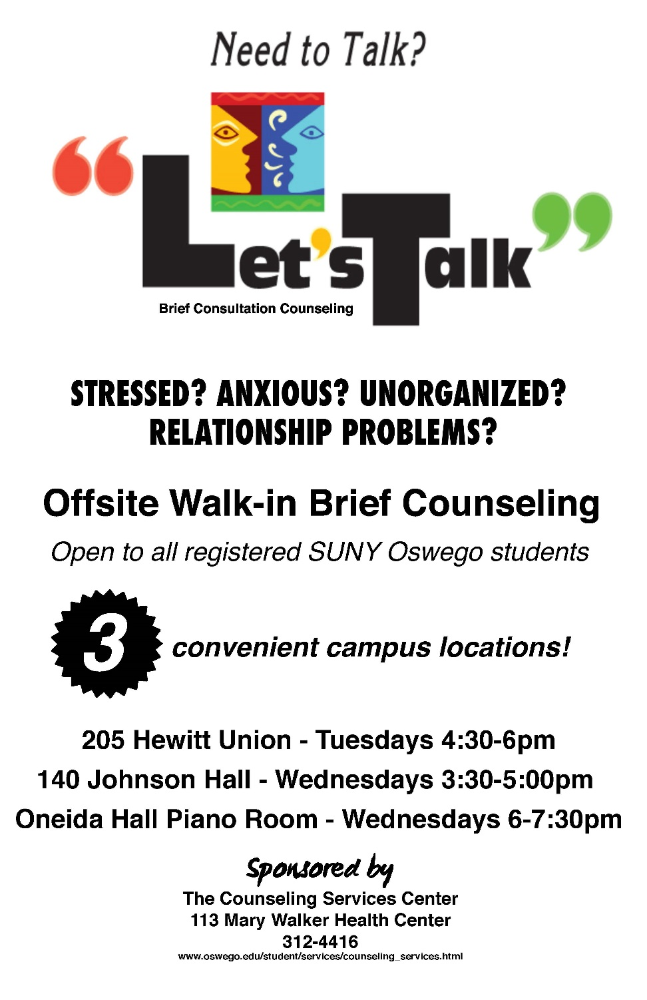 Need to Talk?
“Let's Talk”
Brief Consultation Counseling
STRESSED? ANXIOUS? UNORGANIZED?
RELATIONSHIP PROBLEMS?
Offsite Walk-in Brief Counseling
Open to all registered SUNY Oswego students
3 convenient campus locations!
205 Hewitt Union - Tuesdays 4:30-6pm
140 Johnson Hall - Wednesdays 3:30-5:00pm
Oneida Hall Piano Room - Wednesdays 6-7:30pm
Sponsored by
The Counseling Services Center
113 Mary Walker Health Center
312-4416
www.oswego.edu/student/services/counseling_services.html